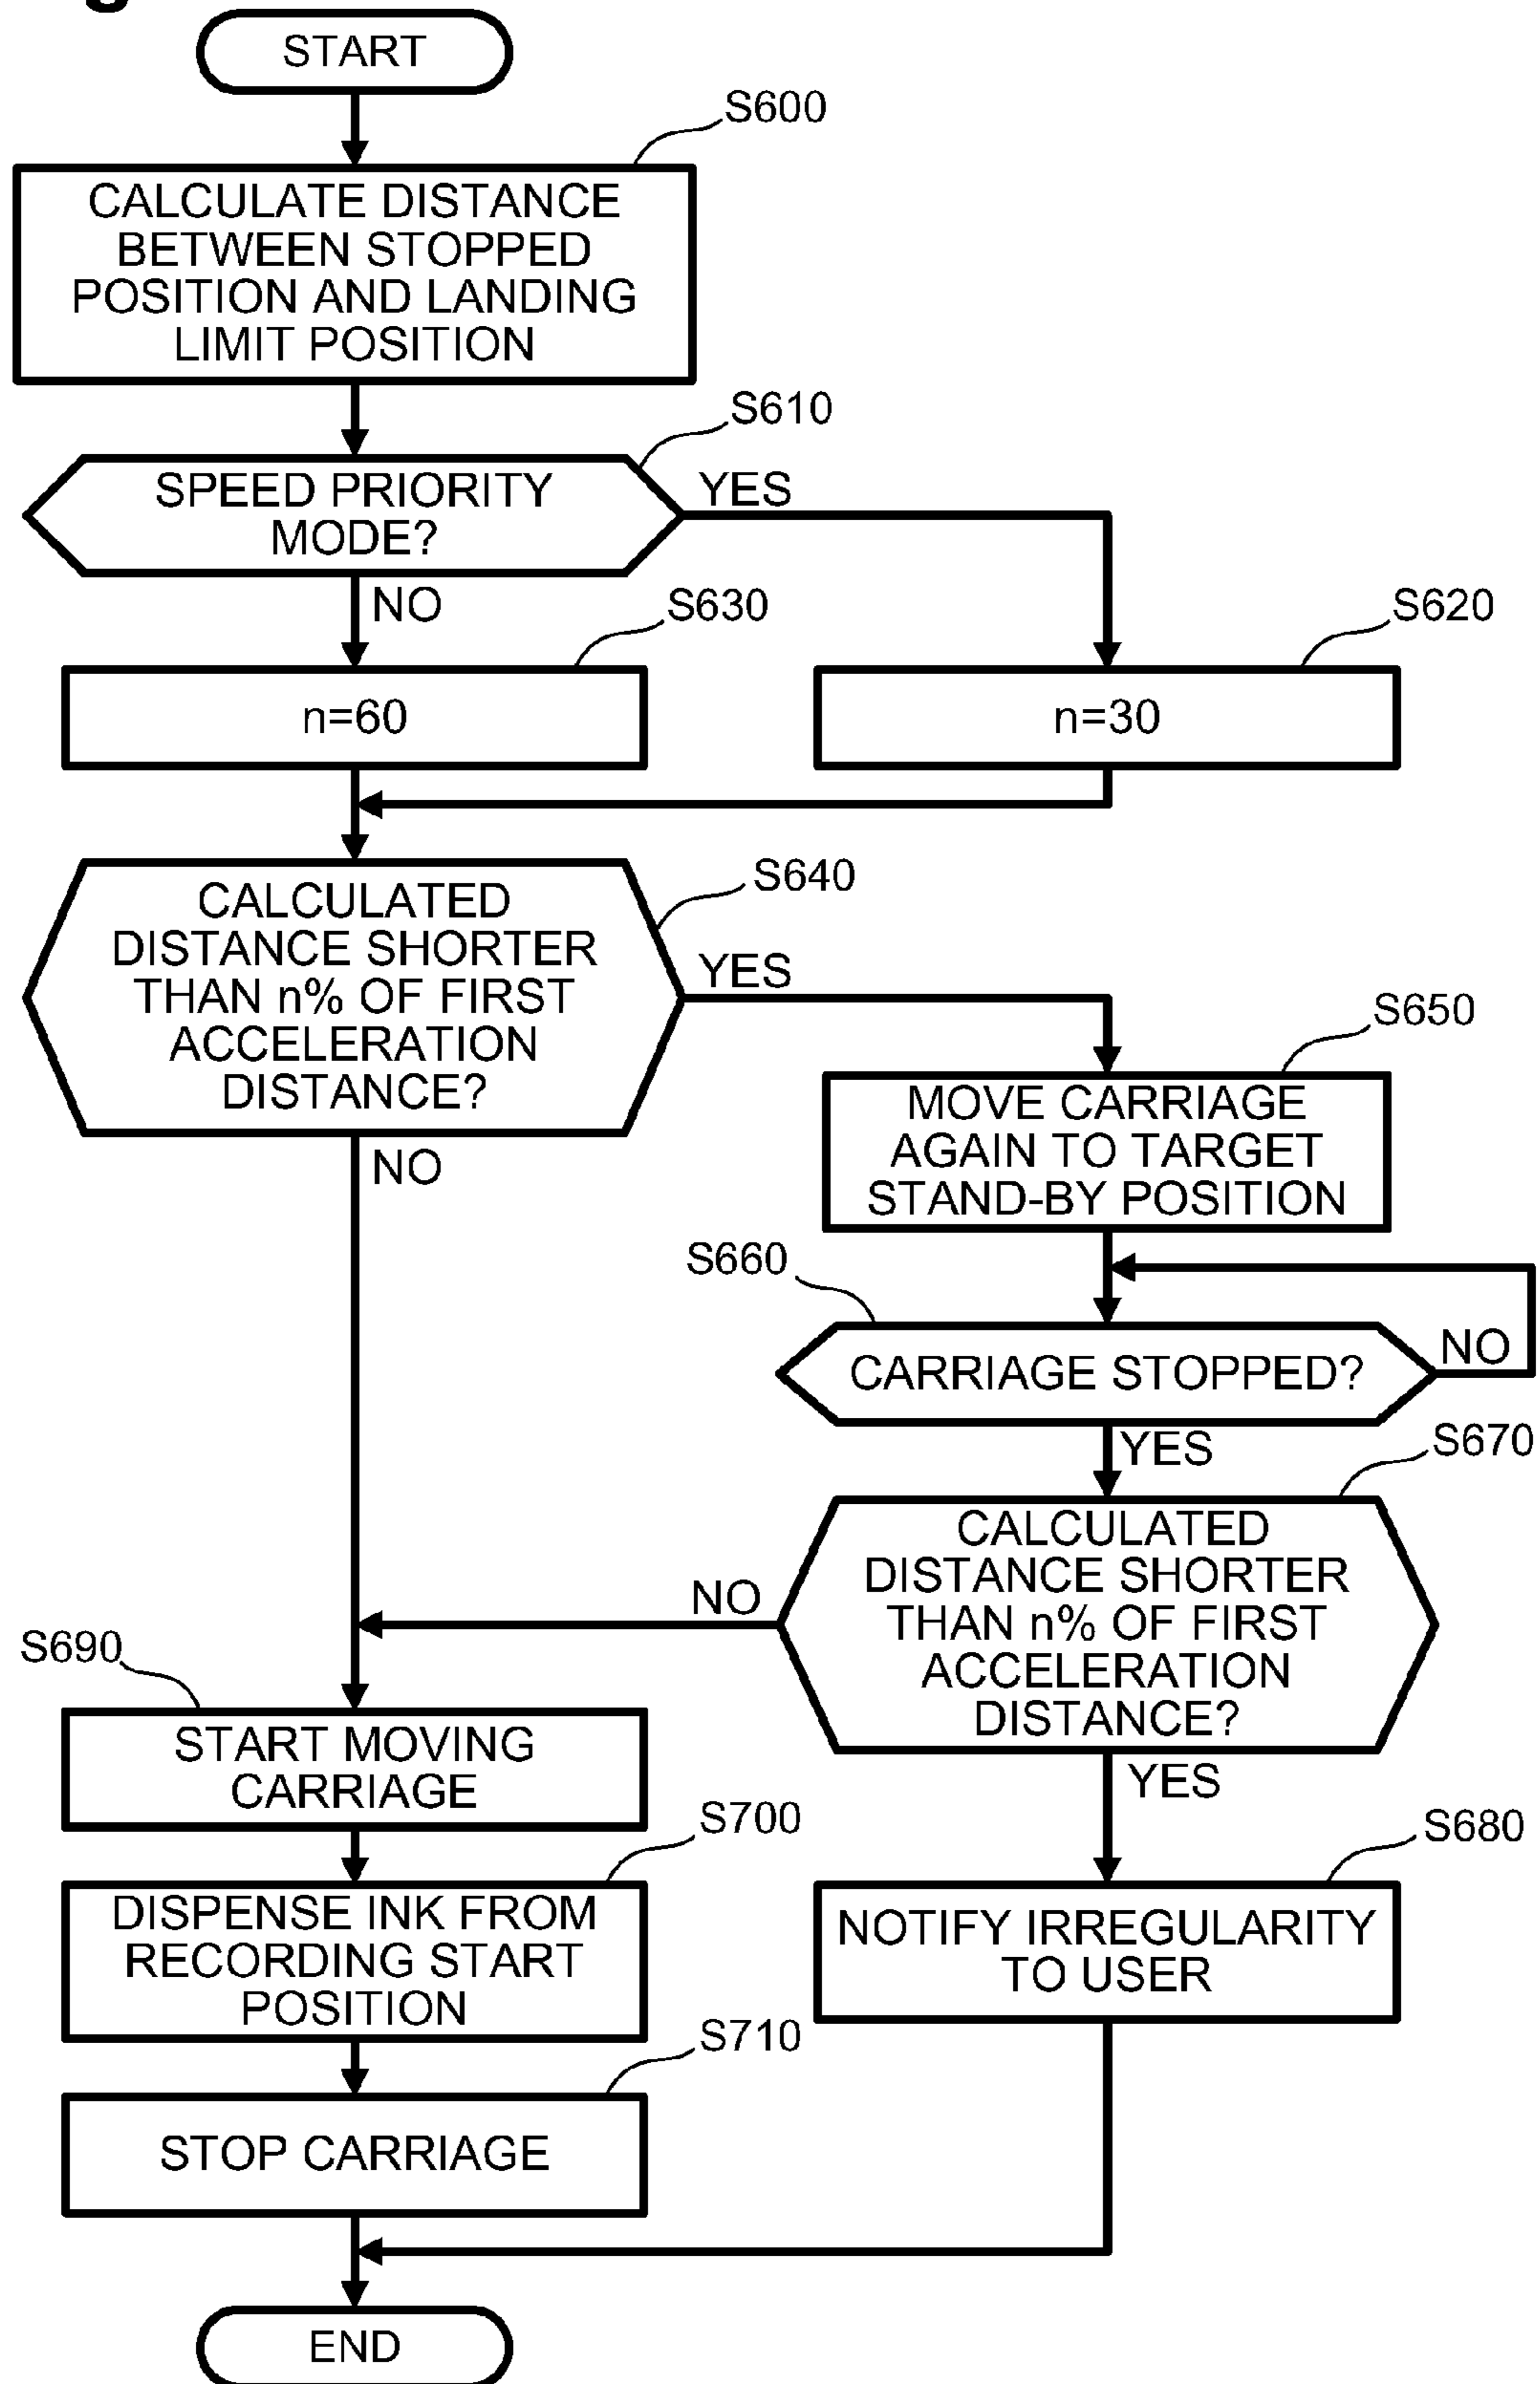 START
S600
CALCULATE DISTANCE
BETWEEN STOPPED
POSITION AND LANDING
LIMIT POSITION
S610
SPEED PRIORITY
MODE?
YES
NO
S630
S620
n=60
n=30
S640
CALCULATED
DISTANCE SHORTER
THAN n% OF FIRST
ACCELERATION
DISTANCE?
YES
NO
S650
MOVE CARRIAGE
AGAIN TO TARGET
STAND-BY POSITION
S660
CARRIAGE STOPPED?
NO
YES
S670
CALCULATED
DISTANCE SHORTER
THAN n% OF FIRST
ACCELERATION
DISTANCE?
NO
YES
S690
START MOVING
CARRIAGE
S700
DISPENSE INK FROM
RECORDING START
POSITION
S680
NOTIFY IRREGULARITY
TO USER
S710
STOP CARRIAGE
END